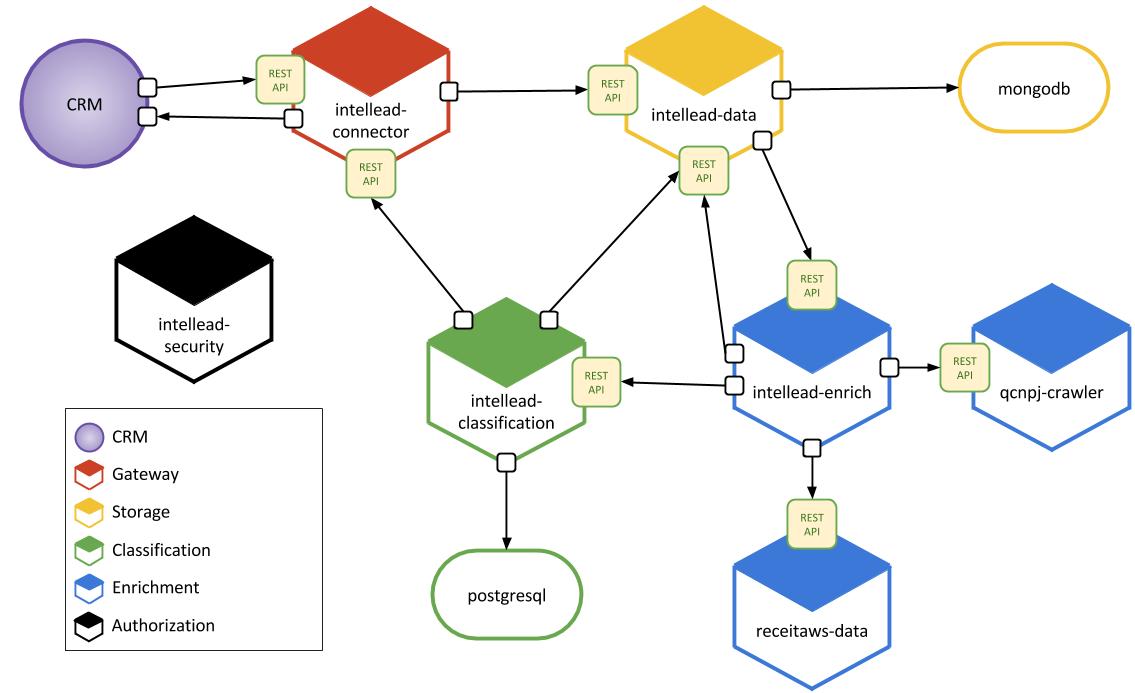 CRM
REST
API
intellead-
connector
REST
API
REST
API
intellead-data
REST
API
mongodb
intellead-
security
REST
API
intellead-
classification
REST
API
intellead-enrich
REST
API
qcnpj-crawler
postgresql
REST
API
receitaws-data
CRM
Gateway
Storage
Classification
Enrichment
Authorization